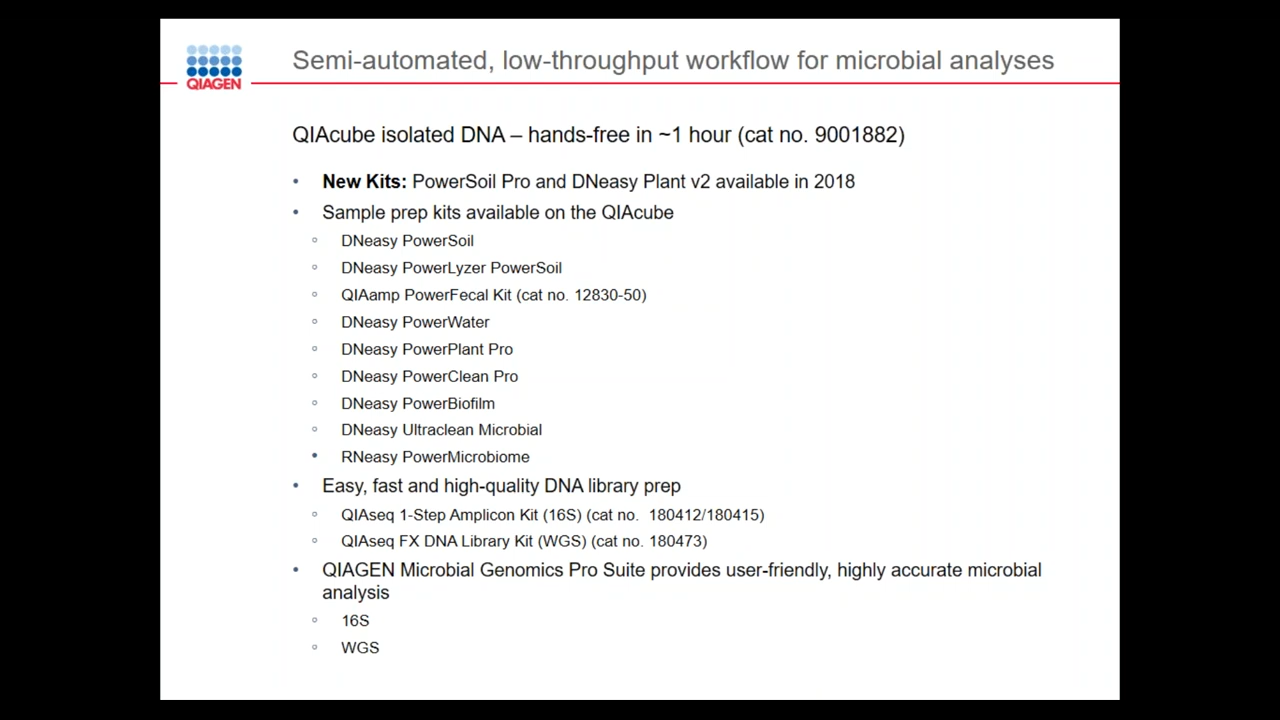 QIAGEN
Semi-automated, low-throughput workflow for microbial analyses
QIAcube isolated DNA – hands-free in ~1 hour (cat no. 9001882)
• New Kits: PowerSoil Pro and DNeasy Plant v2 available in 2018
• Sample prep kits available on the QIAcube
◦ DNeasy PowerSoil
◦ DNeasy PowerLyzer PowerSoil
◦ QIAamp PowerFecal Kit (cat no. 12830-50)
◦ DNeasy PowerWater
◦ DNeasy PowerPlant Pro
◦ DNeasy PowerClean Pro
◦ DNeasy PowerBiofilm
◦ DNeasy Ultraclean Microbial
• RNeasy PowerMicrobiome
• Easy, fast and high-quality DNA library prep
◦ QIAseq 1-Step Amplicon Kit (16S) (cat no. 180412/180415)
◦ QIAseq FX DNA Library Kit (WGS) (cat no. 180473)
• QIAGEN Microbial Genomics Pro Suite provides user-friendly, highly accurate microbial
analysis
◦ 16S
◦ WGS